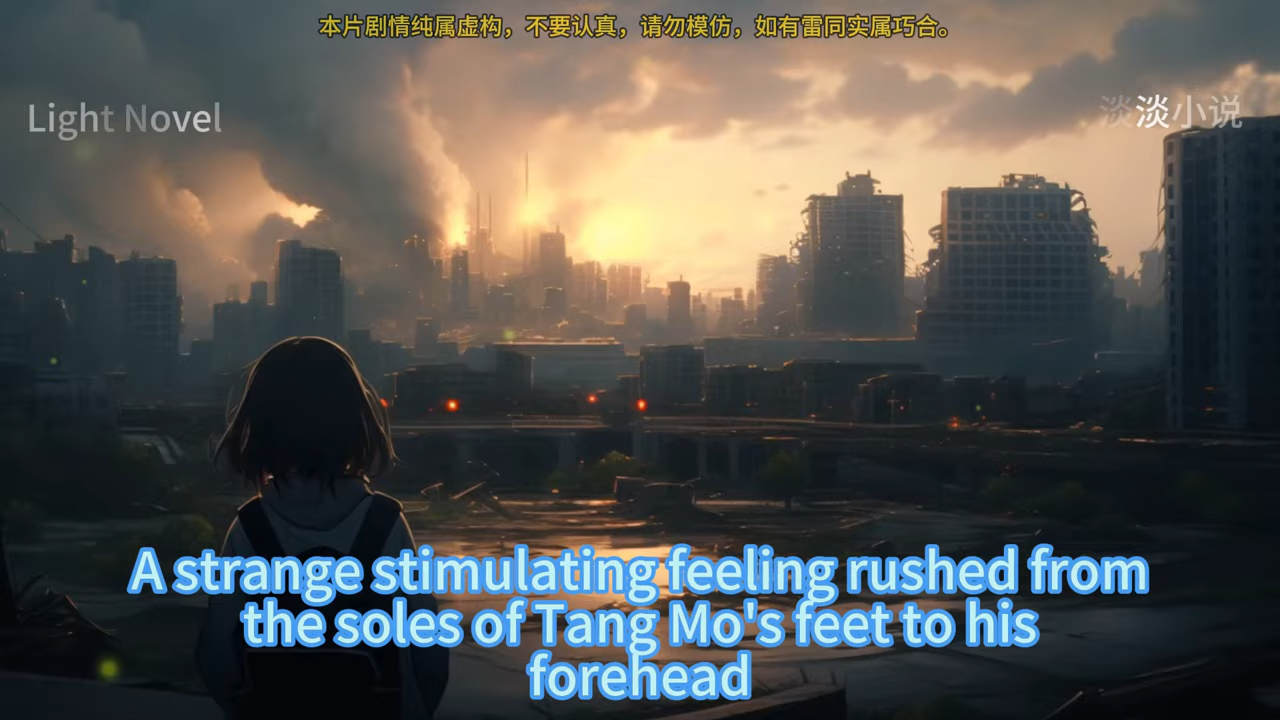 本片剧情纯属虚构，不要认真，请勿模仿，如有雷同实属巧合。
Light Novel
淡淡小说
A strange stimulating feeling rushed from
the soles of Tang Mo's feet to his
forehead